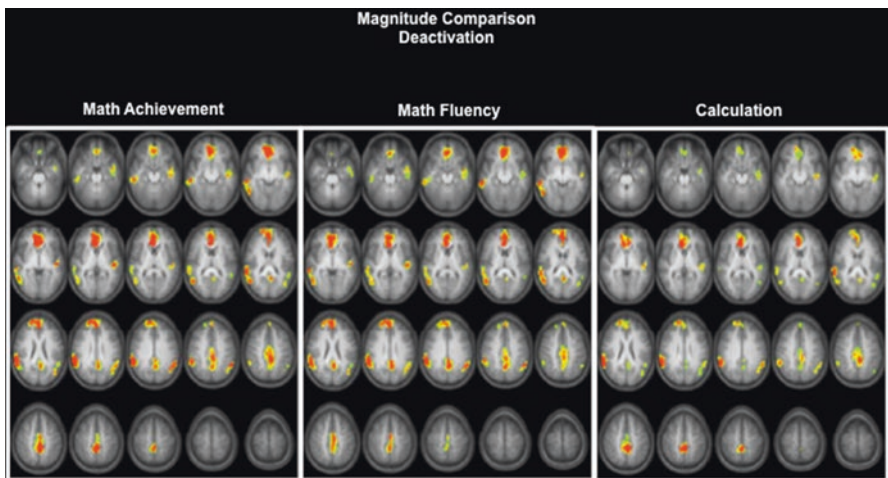 Magnitude Comparison
Deactivation
Math Achievement
Math Fluency
Calculation